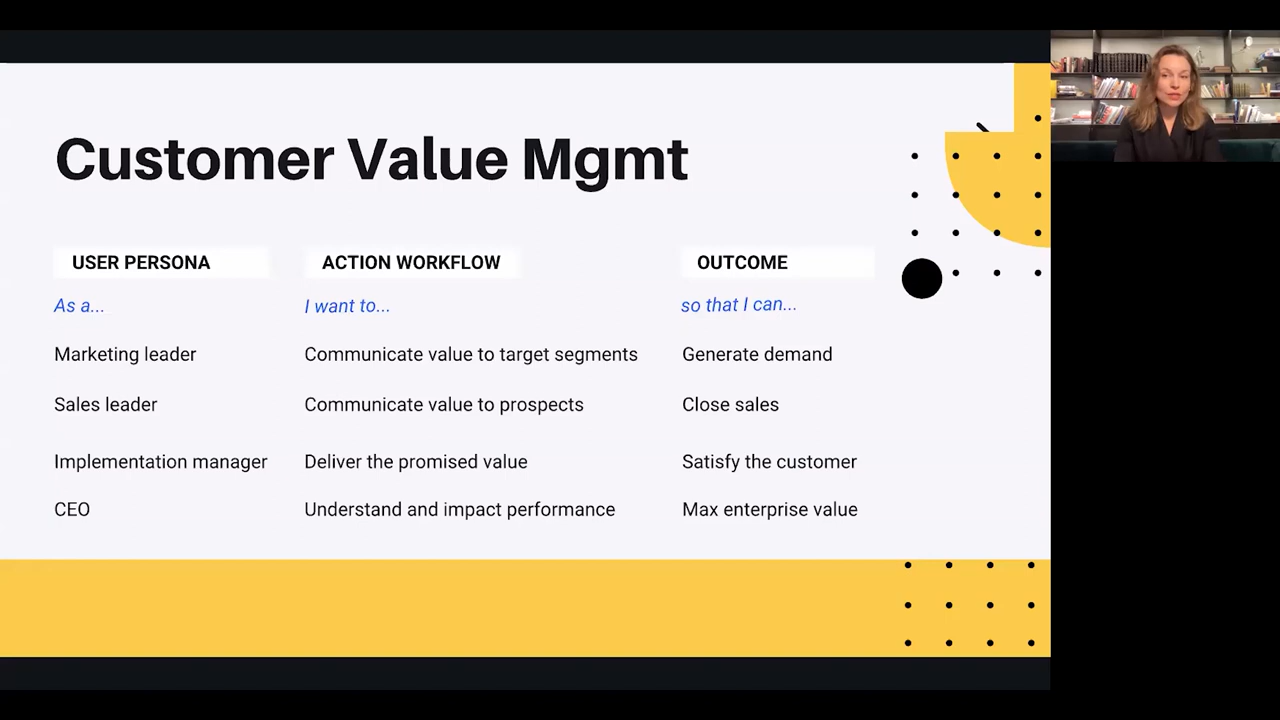 Customer Value Mgmt
USER PERSONA ACTION WORKFLOW OUTCOME
As a... I want to... so that I can...
Marketing leader Communicate value to target segments Generate demand
Sales leader Communicate value to prospects Close sales
Implementation manager Deliver the promised value Satisfy the customer
CEO Understand and impact performance Max enterprise value